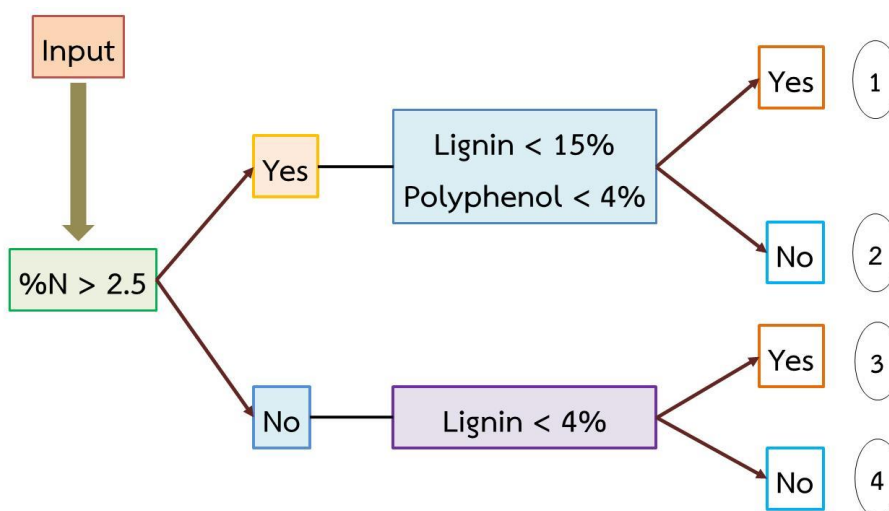 Input
%N > 2.5
Yes
Lignin < 15%
Polyphenol < 4%
Yes
1
No
2
No
Lignin < 4%
Yes
3
No
4